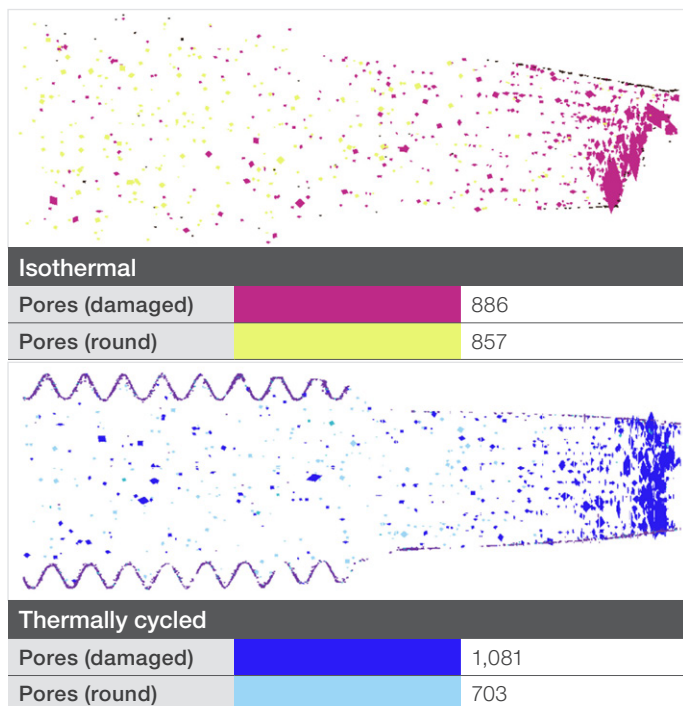 Isothermal
Pores (damaged) 886
Pores (round) 857
Thermally cycled
Pores (damaged) 1,081
Pores (round) 703